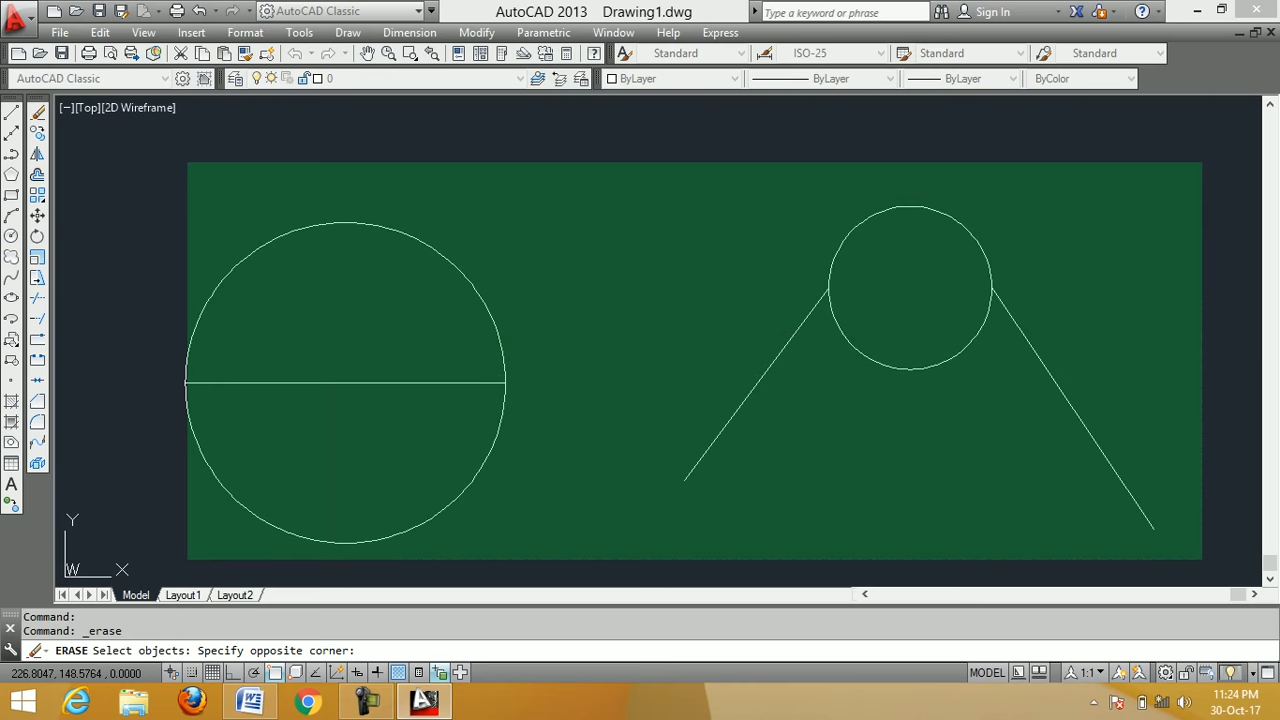 AutoCAD Classic
AutoCAD 2013 Drawing1.dwg
Type a keyword or phrase
Sign In
File Edit View Insert Format Tools Draw Dimension Modify Parametric Window Help Express
Standard ISO-25 Standard Standard
AutoCAD Classic 0 ByLayer ByLayer ByLayer ByColor
[−][Top][2D Wireframe]
A
Y
W X
Model Layout1 Layout2
Command:
Command: _erase
ERASE Select objects: Specify opposite corner:
226.8047, 148.5764, 0.0000 MODEL 1:1
11:24 PM
30-Oct-17